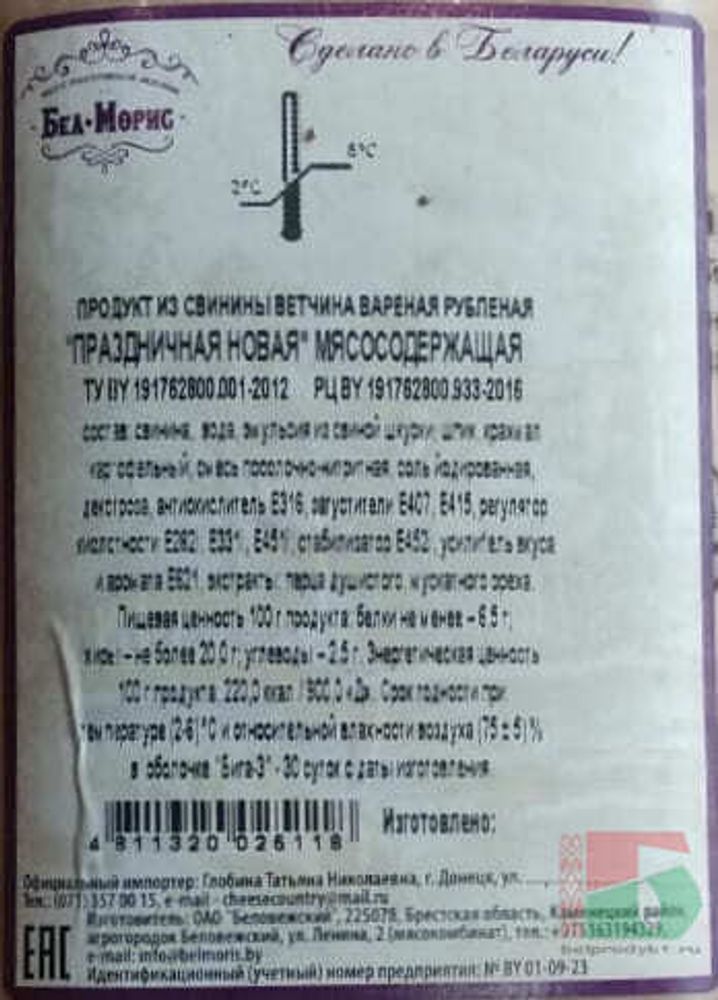 Сделано в Беларуси!
БЕЛ·МОРИС
6°C
2°C
ПРОДУКТ ИЗ СВИНИНЫ ВЕТЧИНА ВАРЕНАЯ РУБЛЕНАЯ
"ПРАЗДНИЧНАЯ НОВАЯ" МЯСОСОДЕРЖАЩАЯ
ТУ BY 191762800.001-2012 РЦ BY 191762800.933-2016
состав: свинина, вода, эмульсия из свиной шкурки, шпик, крахмал
картофельный, смесь посолочно-нитритная, соль йодированная,
декстроза, антиокислитель Е316, загустители Е407, Е415, регулятор
кислотности Е262, Е331, Е451, стабилизатор Е452, усилитель вкуса
и аромата Е621, экстракты: перца душистого, мускатного ореха.
Пищевая ценность 100 г продукта: белки не менее – 6.5 г;
жиры – не более 20.0 г; углеводы – 2.5 г. Энергетическая ценность
100 г продукта: 220,0 ккал / 900.0 кДж. Срок годности при
температуре (2-6)°С и относительной влажности воздуха (75±5)%
в оболочке "Бига-3" - 30 суток с даты изготовления.
4 811320 026118
Изготовлено:
Официальный импортер: Глобина Татьяна Николаевна, г. Донецк, ул.
Тел.: (071) 357 00 15, e-mail - cheesecountry@mail.ru
Изготовитель: ОАО "Беловежский", 225078, Брестская область, Каменецкий район,
агрогородок Беловежский, ул. Ленина, 2 (мясокомбинат), тел.: +375163194329,
e-mail: info@belmoris.by
EAC
Идентификационный (учетный) номер предприятия: № BY 01-09-23
belprodykt.ru